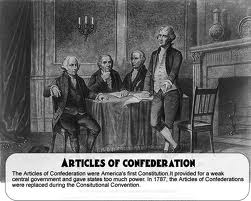 ARTICLES OF CONFEDERATION
The Articles of Confederation were America's first Constitution.It provided for a weak
central government and gave states too much power. In 1787, the Articles of Confederations
were replaced during the Consitutional Convention.